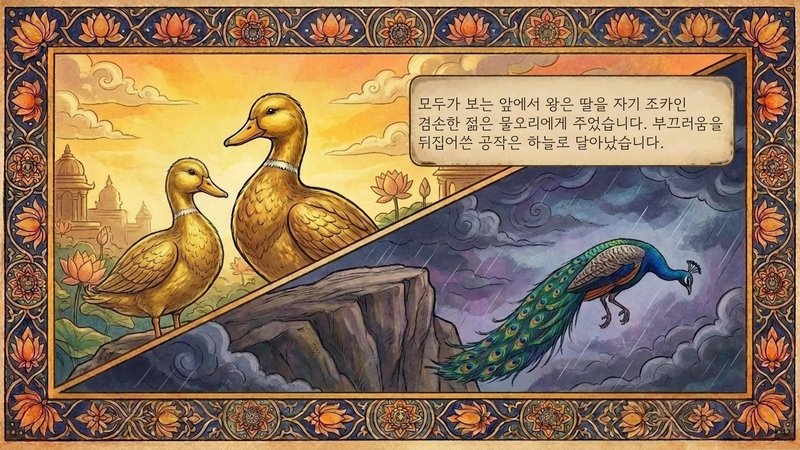 모두가 보는 앞에서 왕은 딸을 자기 조카인
겸손한 젊은 물오리에게 주었습니다. 부끄러움을
뒤집어쓴 공작은 하늘로 달아났습니다.